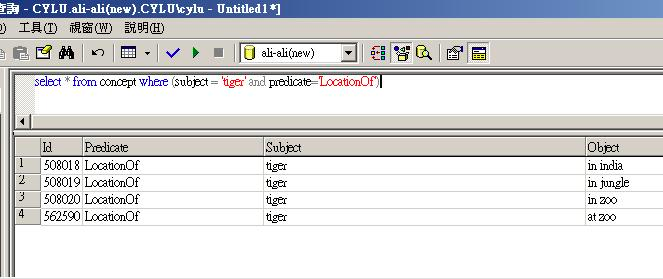 查詢 - CYLU.ali-ali(new).CYLU\cylu - Untitled1*]
工具(T) 視窗(W) 說明(H)
ali-ali(new)
select * from concept where (subject = 'tiger' and predicate='LocationOf')
Id Predicate Subject Object
1 508018 LocationOf tiger in india
2 508019 LocationOf tiger in jungle
3 508020 LocationOf tiger in zoo
4 562590 LocationOf tiger at zoo